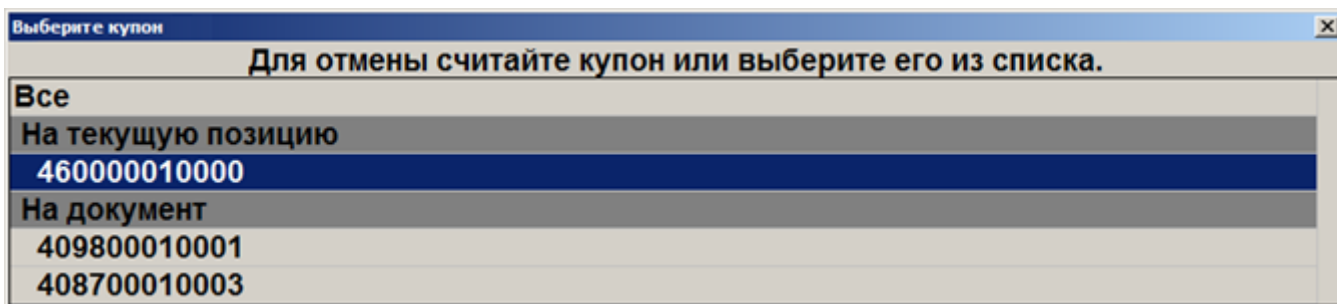 Выберите купон
Для отмены считайте купон или выберите его из списка.
Все
На текущую позицию
460000010000
На документ
409800010001
408700010003